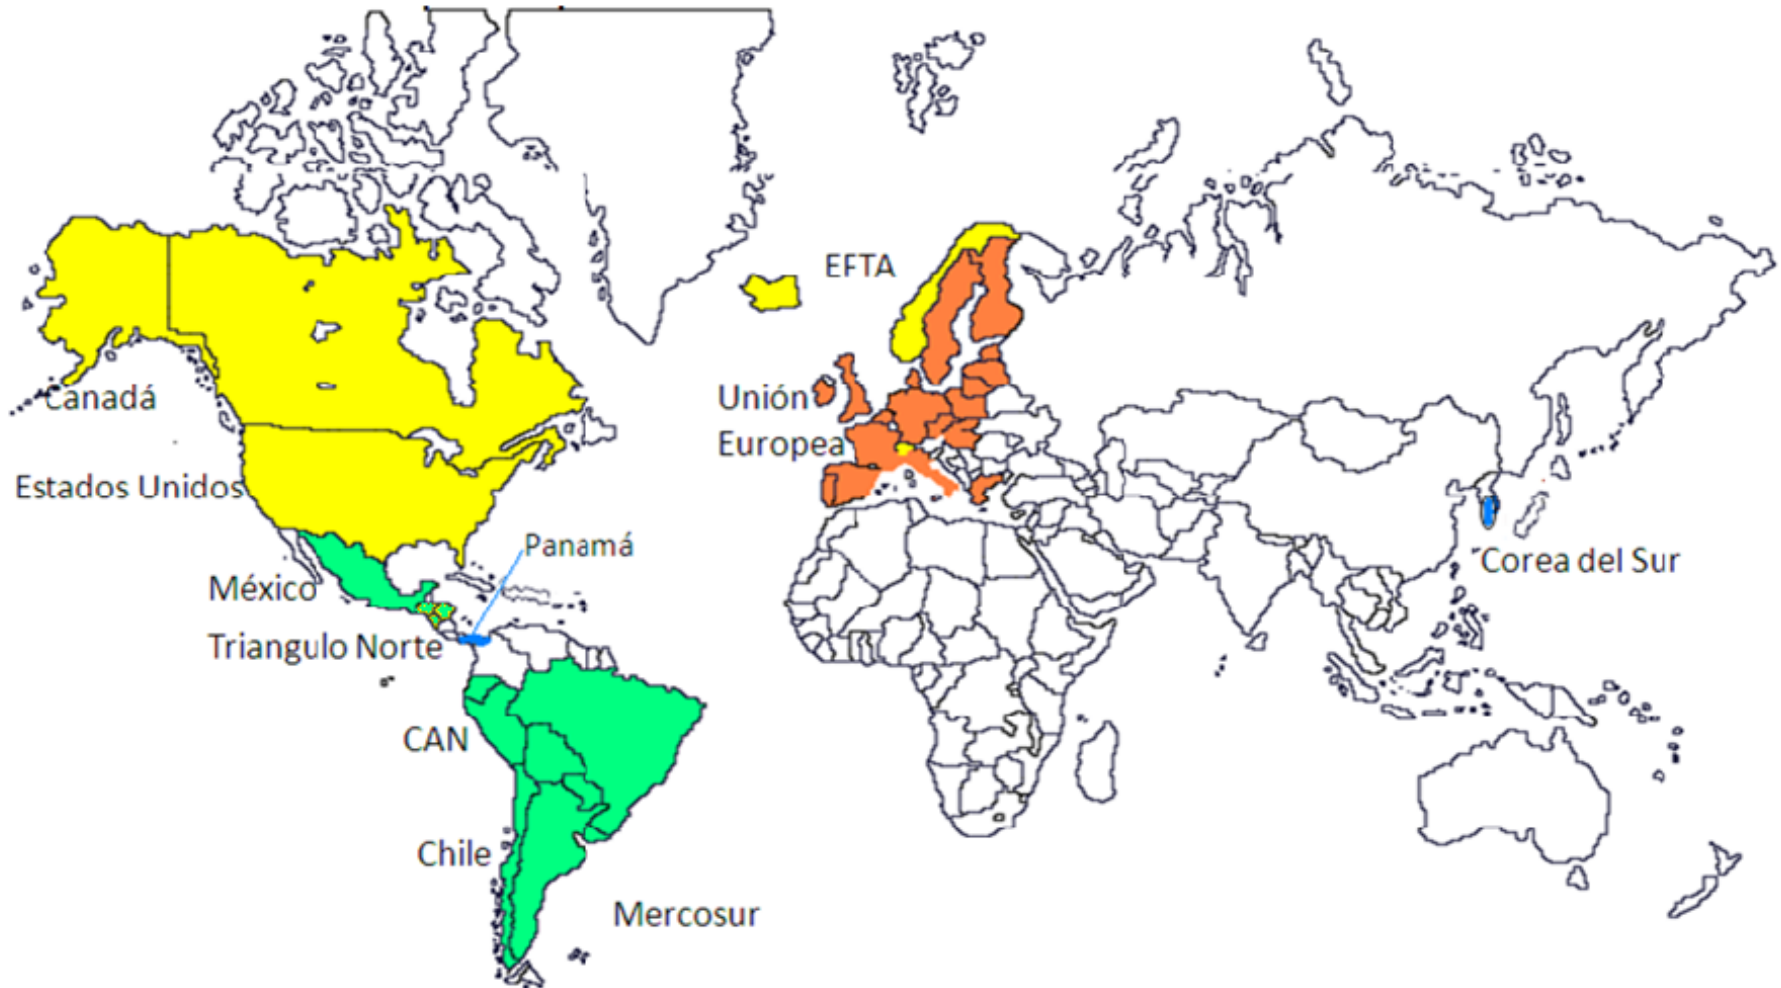 EFTA
Canadá
Unión
Europea
Estados Unidos
Panamá
Corea del Sur
México
Triangulo Norte
CAN
Chile
Mercosur